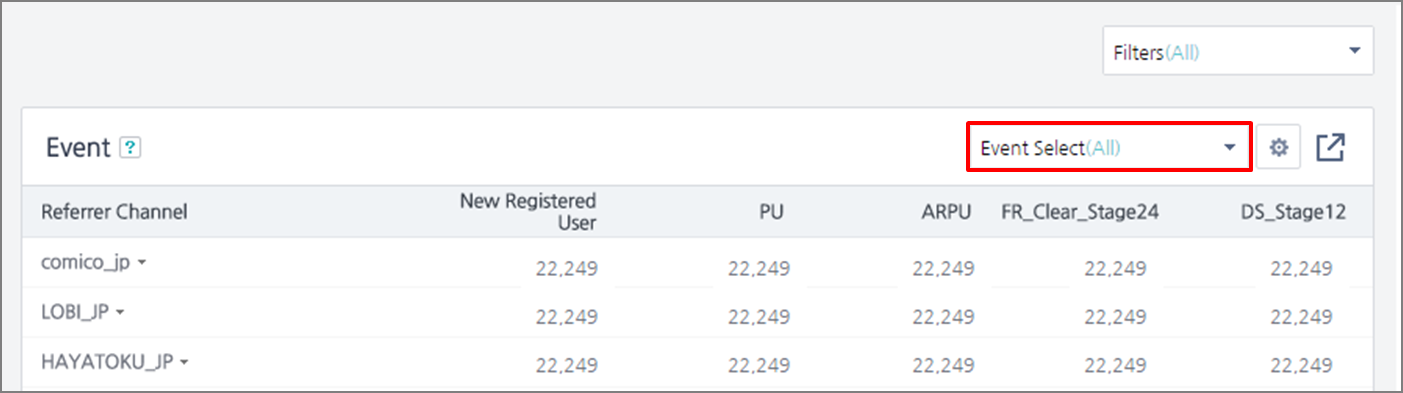 Filters(All)
Event ?
Event Select(All)
Referrer Channel New Registered User PU ARPU FR_Clear_Stage24 DS_Stage12
comico_jp 22,249 22,249 22,249 22,249 22,249
LOBI_JP 22,249 22,249 22,249 22,249 22,249
HAYATOKU_JP 22,249 22,249 22,249 22,249 22,249